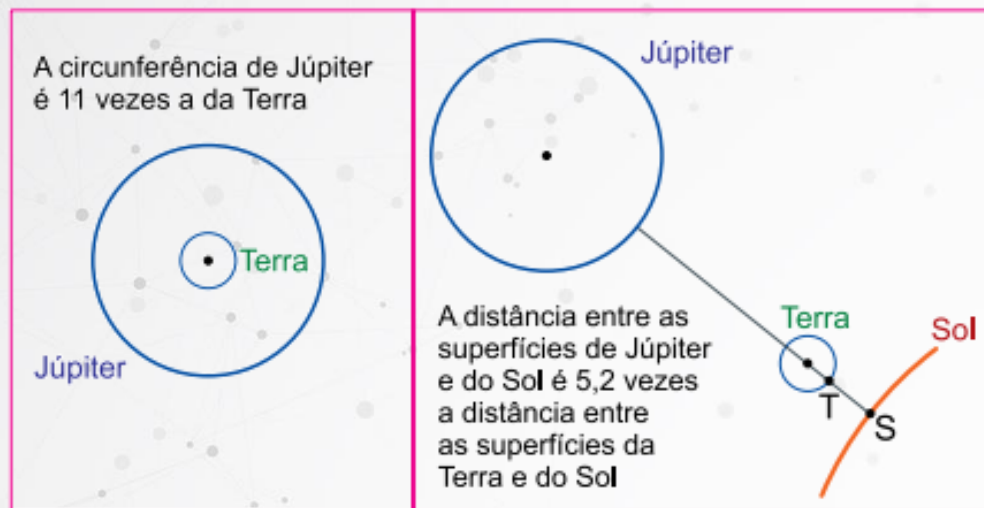 A circunferência de Júpiter
é 11 vezes a da Terra
Terra
Júpiter
Júpiter
A distância entre as
superfícies de Júpiter
e do Sol é 5,2 vezes
a distância entre
as superfícies da
Terra e do Sol
Terra
Sol
T
S